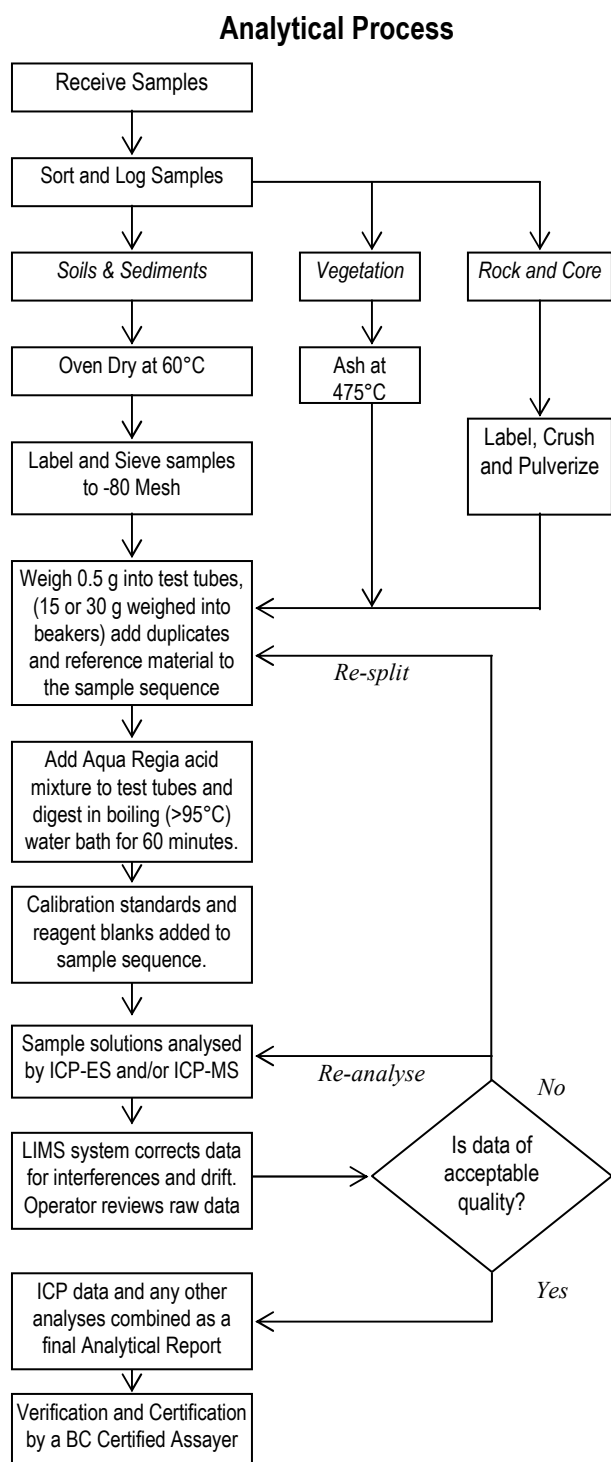 Analytical Process
Receive Samples
Sort and Log Samples
Soils & Sediments
Vegetation
Rock and Core
Oven Dry at 60°C
Ash at
475°C
Label, Crush
and Pulverize
Label and Sieve samples
to -80 Mesh
Weigh 0.5 g into test tubes,
(15 or 30 g weighed into
beakers) add duplicates
and reference material to
the sample sequence
Re-split
Add Aqua Regia acid
mixture to test tubes and
digest in boiling (>95°C)
water bath for 60 minutes.
Calibration standards and
reagent blanks added to
sample sequence.
Sample solutions analysed
by ICP-ES and/or ICP-MS
Re-analyse
No
LIMS system corrects data
for interferences and drift.
Operator reviews raw data
Is data of
acceptable
quality?
Yes
ICP data and any other
analyses combined as a
final Analytical Report
Verification and Certification
by a BC Certified Assayer